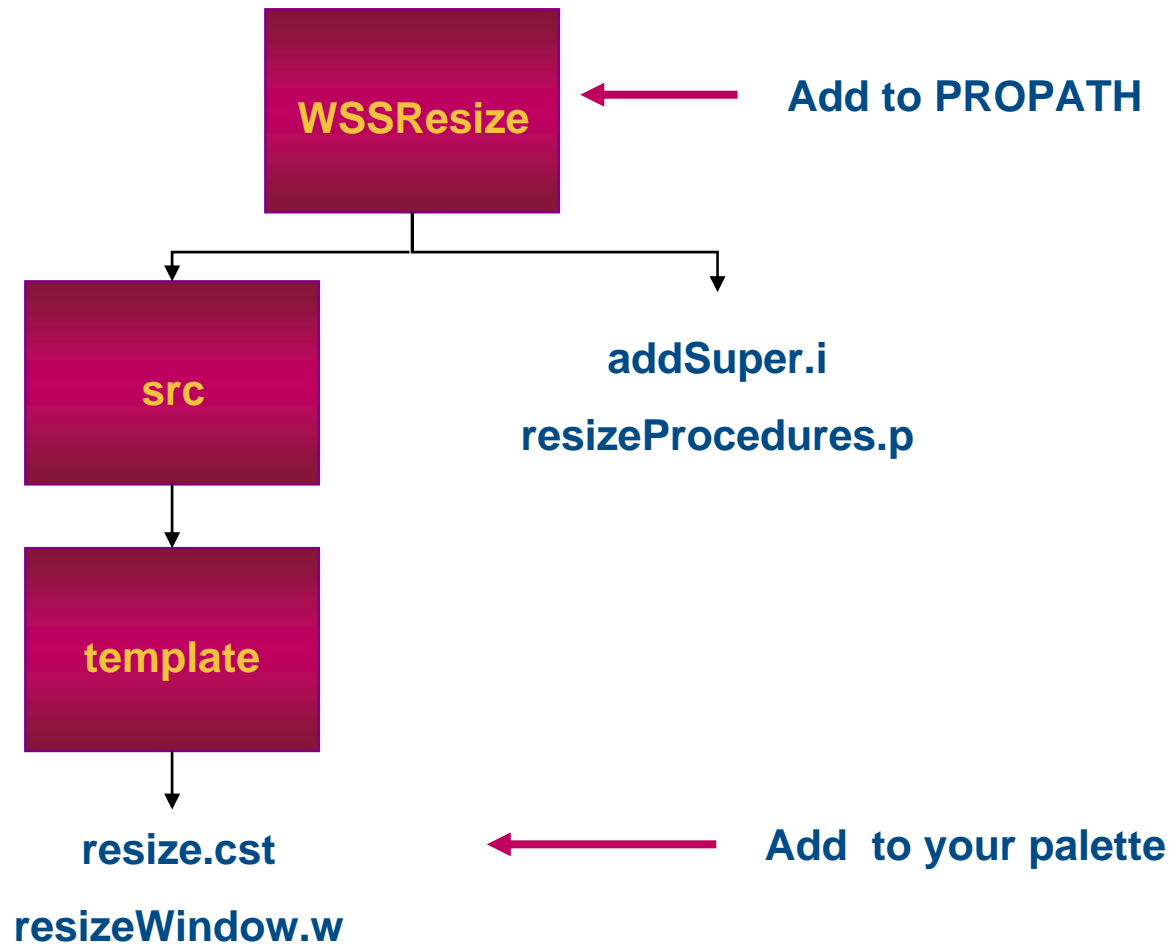 WSSResize
Add to PROPATH
src
addSuper.i
resizeProcedures.p
template
resize.cst
Add to your palette
resizeWindow.w